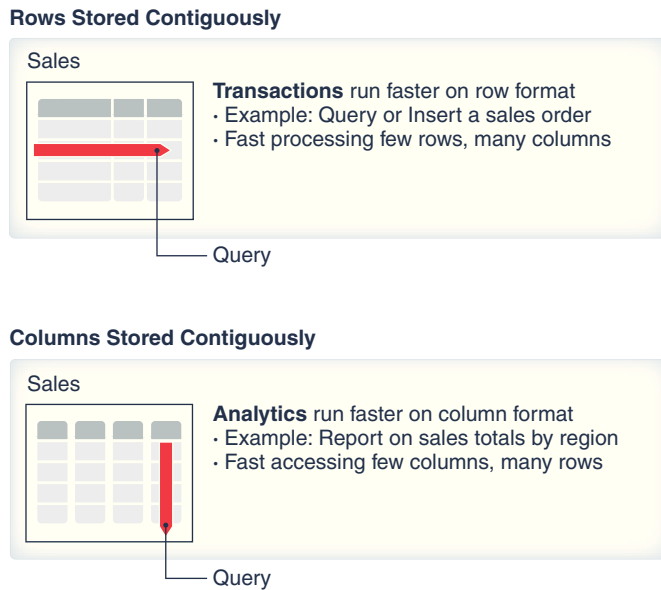 Rows Stored Contiguously
Sales
Transactions run faster on row format
· Example: Query or Insert a sales order
· Fast processing few rows, many columns
Query
Columns Stored Contiguously
Sales
Analytics run faster on column format
· Example: Report on sales totals by region
· Fast accessing few columns, many rows
Query